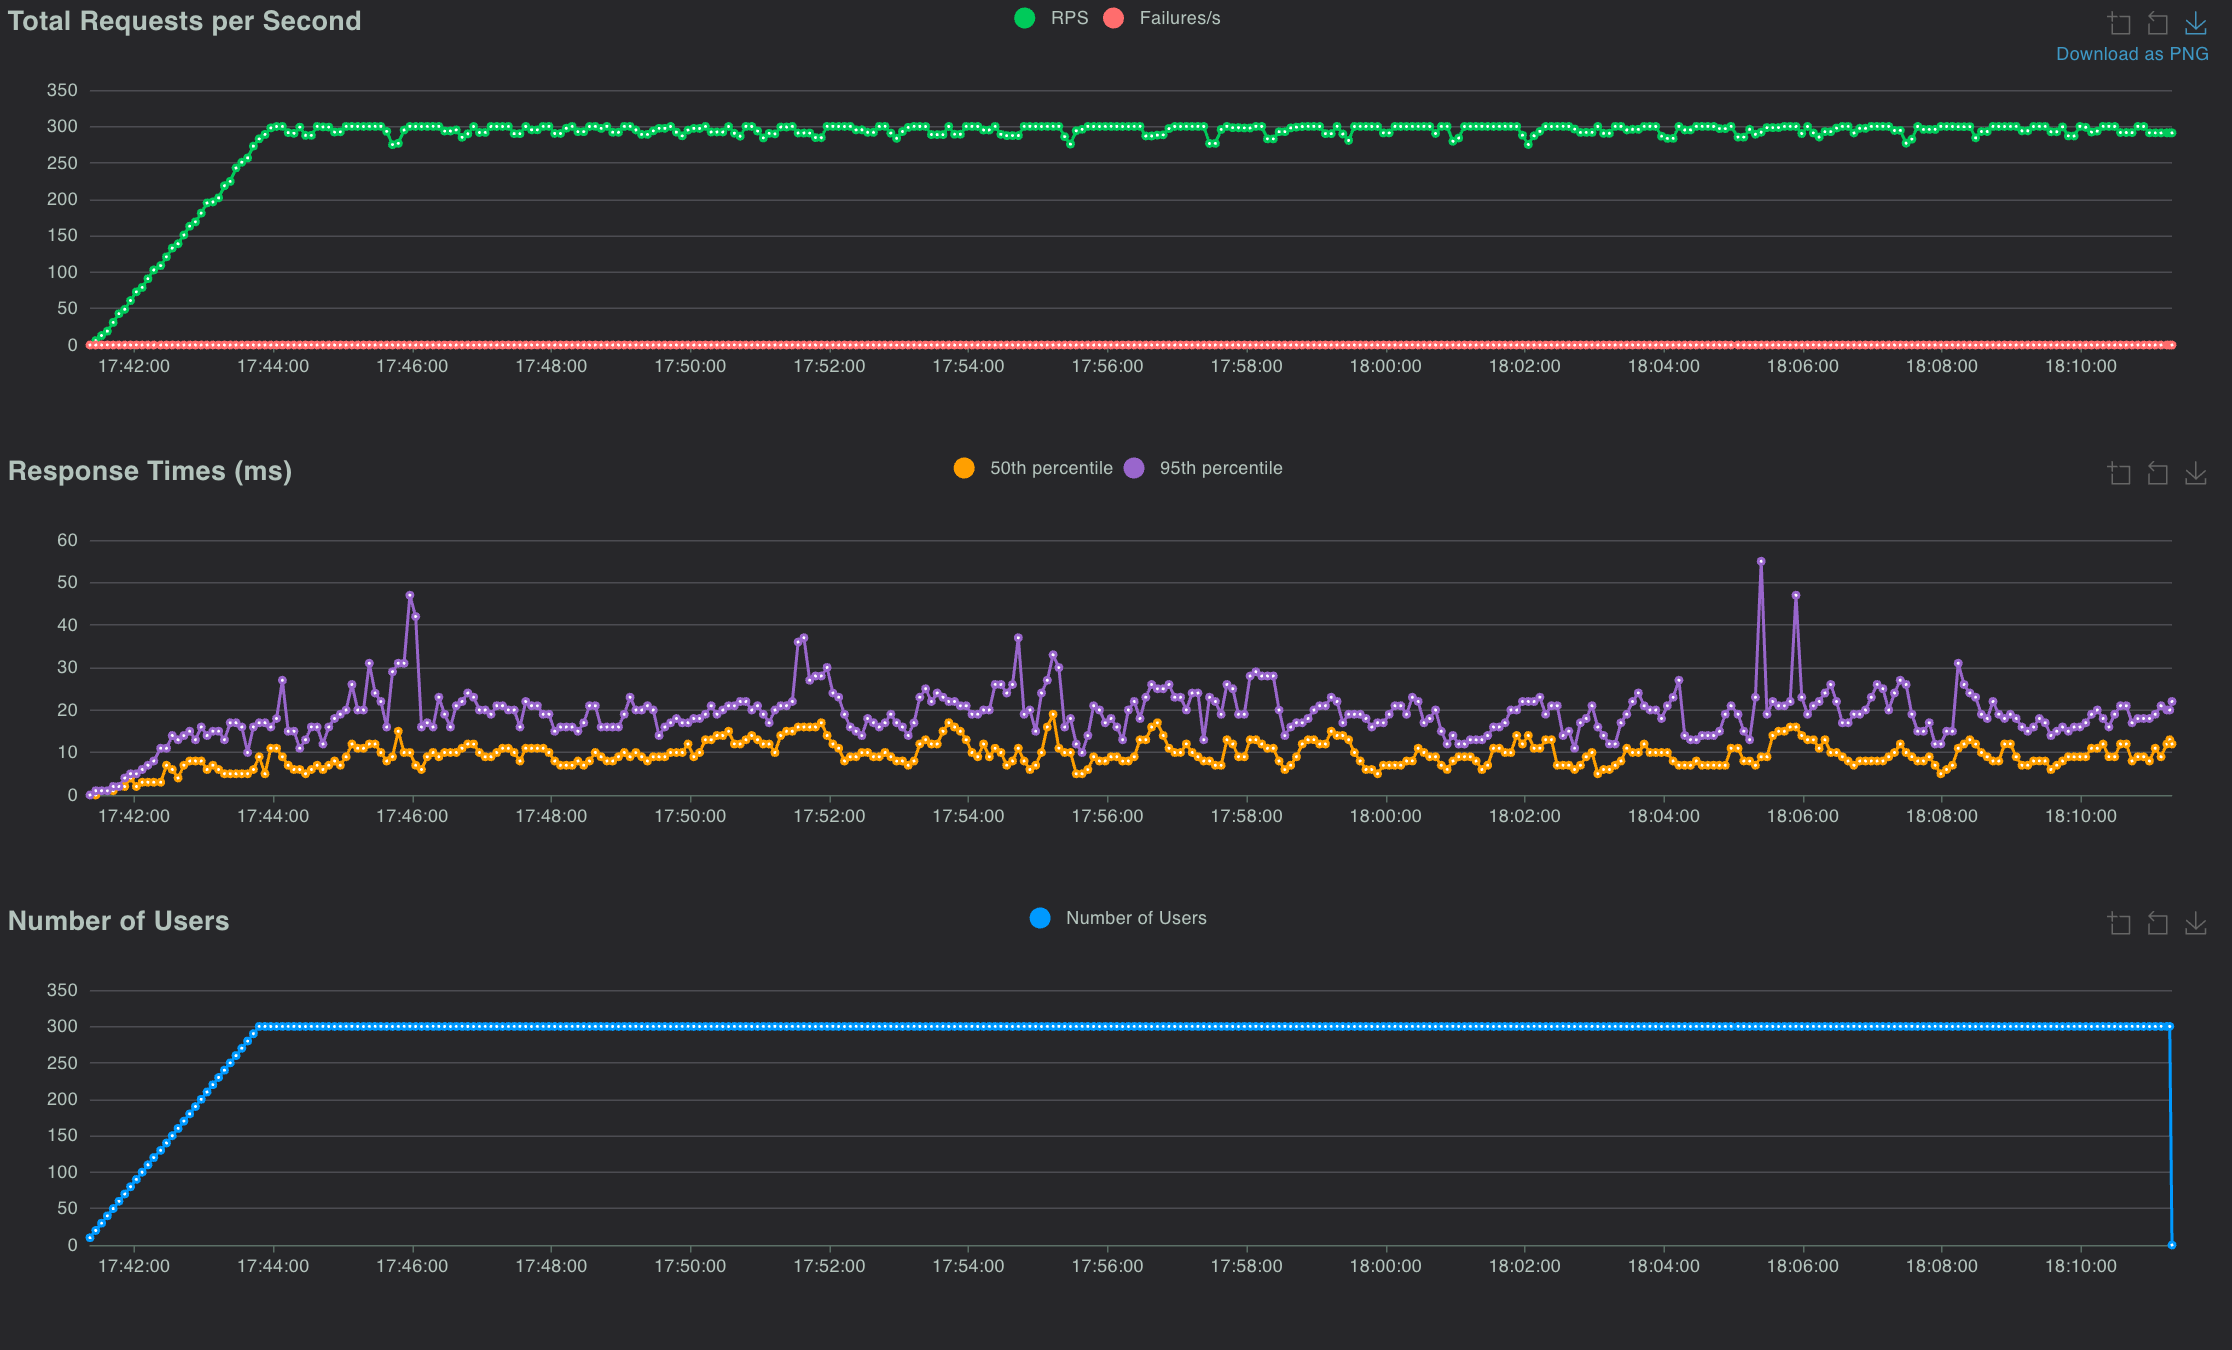 Total Requests per Second
RPS Failures/s
Download as PNG
350
300
250
200
150
100
50
0
17:42:00 17:44:00 17:46:00 17:48:00 17:50:00 17:52:00 17:54:00 17:56:00 17:58:00 18:00:00 18:02:00 18:04:00 18:06:00 18:08:00 18:10:00
Response Times (ms)
50th percentile 95th percentile
60
50
40
30
20
10
0
17:42:00 17:44:00 17:46:00 17:48:00 17:50:00 17:52:00 17:54:00 17:56:00 17:58:00 18:00:00 18:02:00 18:04:00 18:06:00 18:08:00 18:10:00
Number of Users
Number of Users
350
300
250
200
150
100
50
0
17:42:00 17:44:00 17:46:00 17:48:00 17:50:00 17:52:00 17:54:00 17:56:00 17:58:00 18:00:00 18:02:00 18:04:00 18:06:00 18:08:00 18:10:00